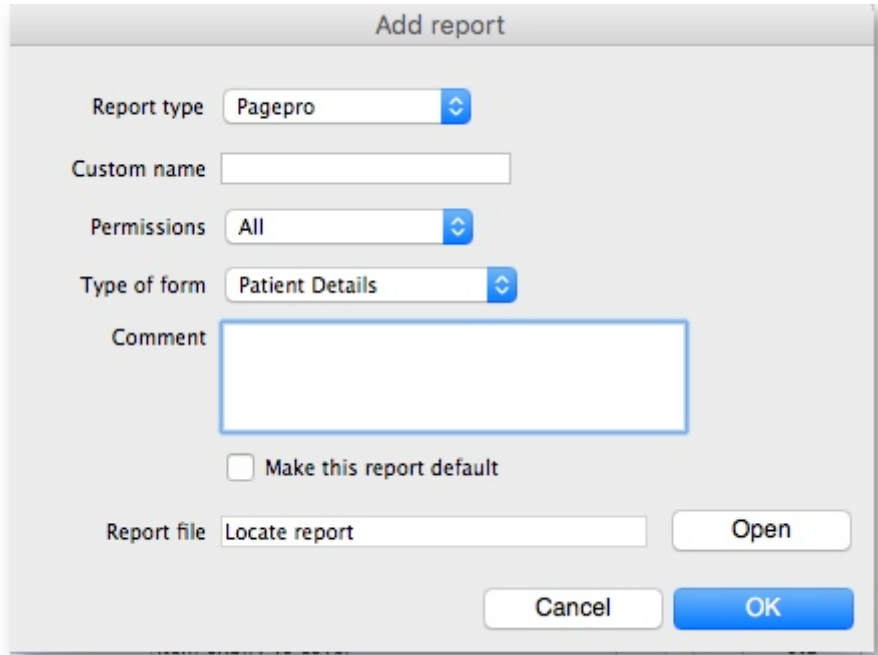 Add report
Report type Pagepro
Custom name
Permissions All
Type of form Patient Details
Comment
Make this report default
Report file Locate report Open
Cancel OK